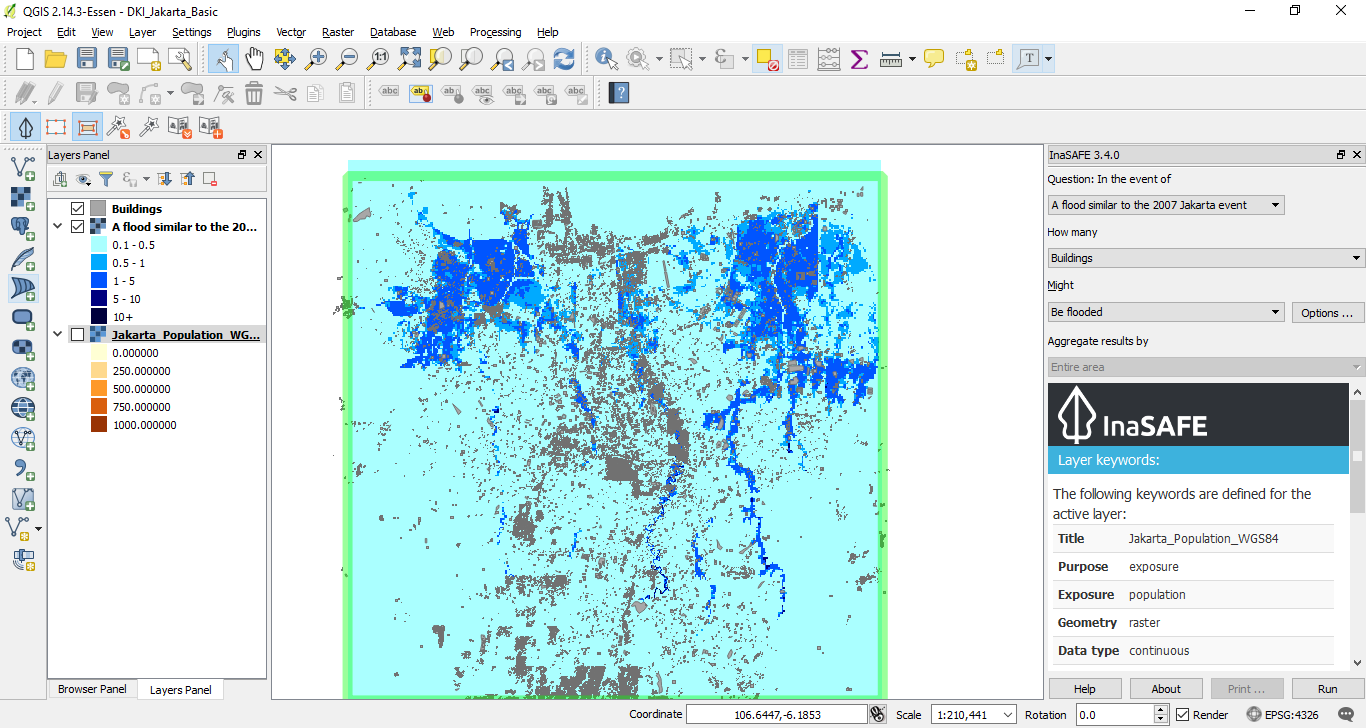 QGIS 2.14.3-Essen - DKI_Jakarta_Basic
Project Edit View Layer Settings Plugins Vector Raster Database Web Processing Help
Layers Panel
Buildings
A flood similar to the 20...
0.1 - 0.5
0.5 - 1
1 - 5
5 - 10
10+
Jakarta_Population_WG...
0.000000
250.000000
500.000000
750.000000
1000.000000
Browser Panel Layers Panel
InaSAFE 3.4.0
Question: In the event of
A flood similar to the 2007 Jakarta event
How many
Buildings
Might
Be flooded
Options ...
Aggregate results by
Entire area
InaSAFE
Layer keywords:
The following keywords are defined for the
active layer:
Title Jakarta_Population_WGS84
Purpose exposure
Exposure population
Geometry raster
Data type continuous
Help About Print ... Run
Coordinate 106.6447,-6.1853 Scale 1:210,441 Rotation 0.0 Render EPSG:4326